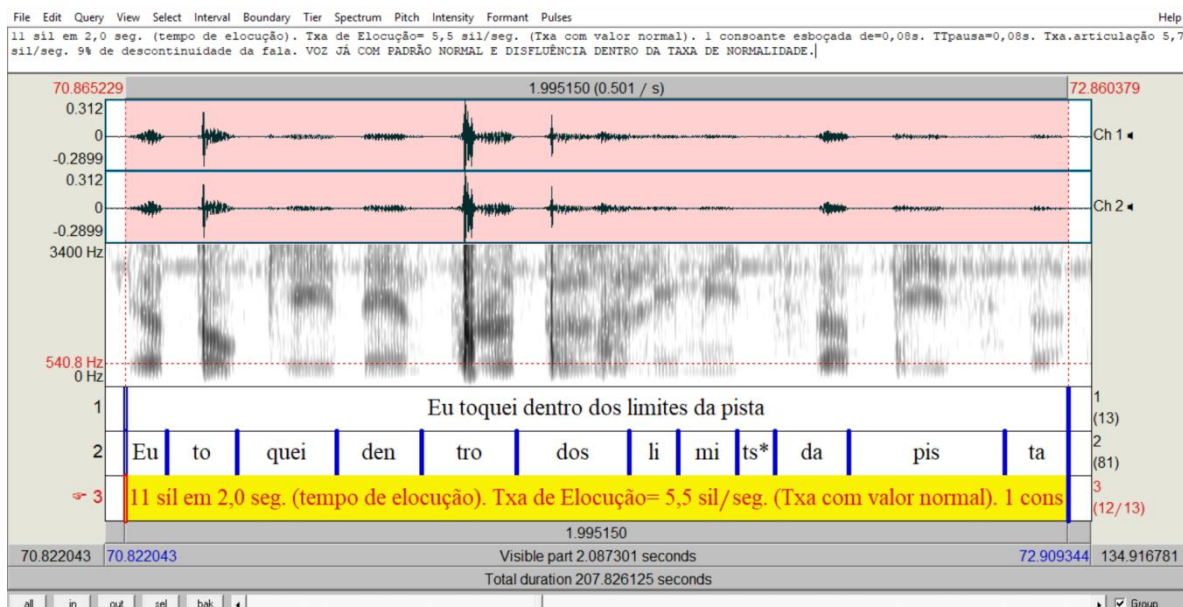 File Edit Query View Select Interval Boundary Tier Spectrum Pitch Intensity Formant Pulses Help
11 sil em 2,0 seg. (tempo de elocução). Txa de Elocução= 5,5 sil/seg. (Txa com valor normal). 1 consoante esboçada de=0,08s. TTpausa=0,08s. Txa.articulação 5,7
sil/seg. 9% de descontinuidade da fala. VOZ JÁ COM PADRÃO NORMAL E DISFLUÊNCIA DENTRO DA TAXA DE NORMALIDADE.
70.865229 1.995150 (0.501 / s) 72.860379
0.312
0 Ch 1
-0.2899
0.312
0 Ch 2
-0.2899
3400 Hz
540.8 Hz
0 Hz
1 Eu toquei dentro dos limites da pista 1
(13)
2 Eu to quei den tro dos li mi ts* da pis ta 2
(81)
3 11 sil em 2,0 seg. (tempo de elocução). Txa de Elocução= 5,5 sil/seg. (Txa com valor normal). 1 cons 3
(12/13)
1.995150
70.822043 70.822043 Visible part 2.087301 seconds 72.909344 134.916781
Total duration 207.826125 seconds
all in out sel bak Group